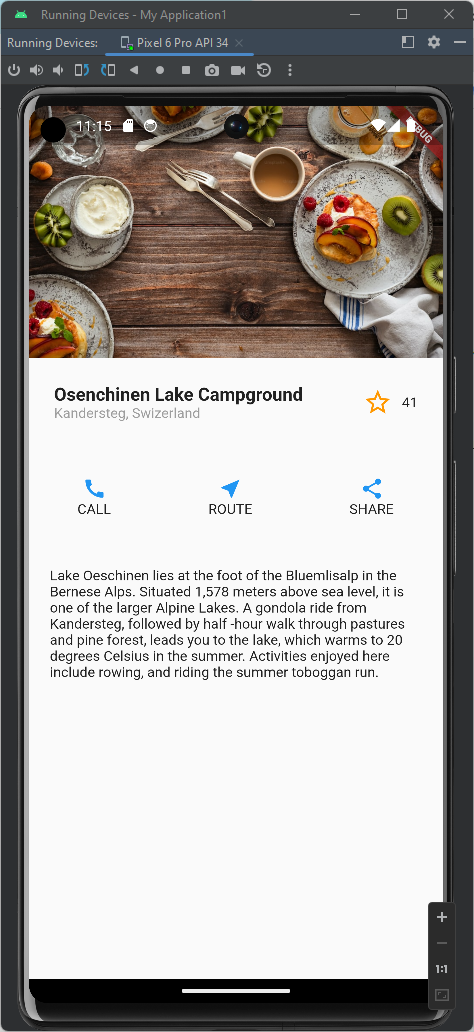 Running Devices - My Application1
Running Devices: Pixel 6 Pro API 34
11:15
Osenchinen Lake Campground
Kandersteg, Swizerland
41
CALL ROUTE SHARE
Lake Oeschinen lies at the foot of the Bluemlisalp in the
Bernese Alps. Situated 1,578 meters above sea level, it is
one of the larger Alpine Lakes. A gondola ride from
Kandersteg, followed by half -hour walk through pastures
and pine forest, leads you to the lake, which warms to 20
degrees Celsius in the summer. Activities enjoyed here
include rowing, and riding the summer toboggan run.
1:1